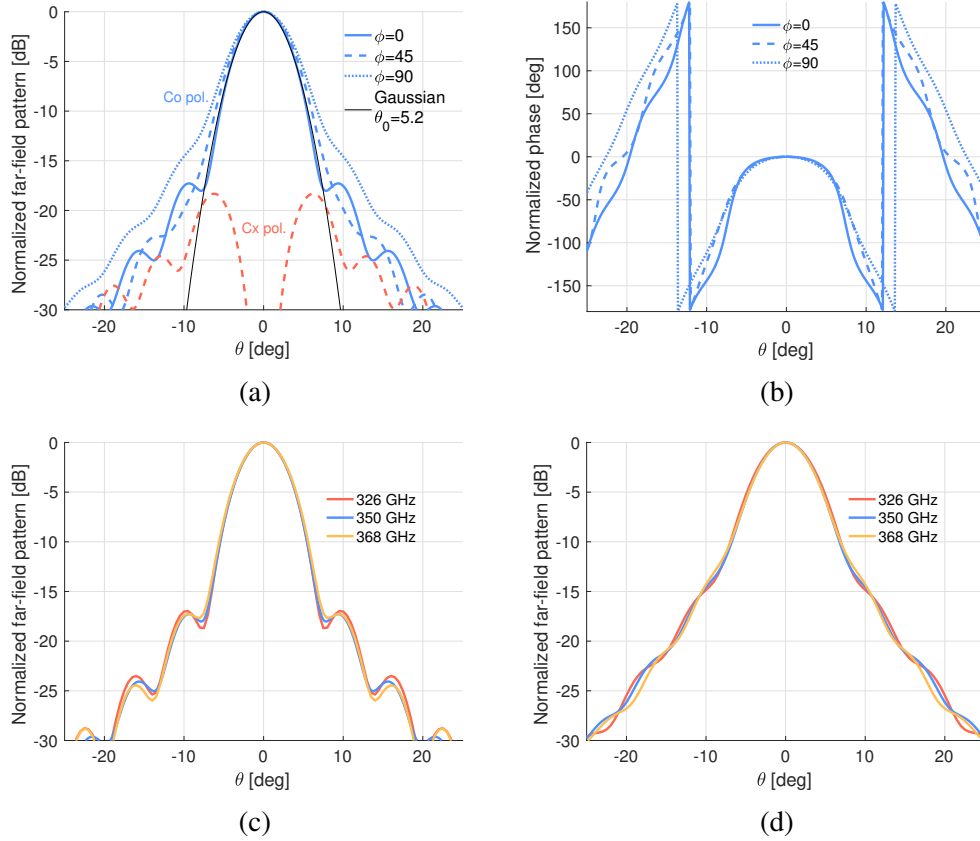 Normalized far-field pattern [dB]
0
-5
-10
-15
-20
-25
-30
-20
-10
0
10
20
θ [deg]
Co pol.
Cx pol.
ϕ=0
ϕ=45
ϕ=90
Gaussian
θ0=5.2
(a)
Normalized phase [deg]
150
100
50
0
-50
-100
-150
-20
-10
0
10
20
θ [deg]
ϕ=0
ϕ=45
ϕ=90
(b)
Normalized far-field pattern [dB]
0
-5
-10
-15
-20
-25
-30
-20
-10
0
10
20
θ [deg]
326 GHz
350 GHz
368 GHz
(c)
Normalized far-field pattern [dB]
0
-5
-10
-15
-20
-25
-30
-20
-10
0
10
20
θ [deg]
326 GHz
350 GHz
368 GHz
(d)